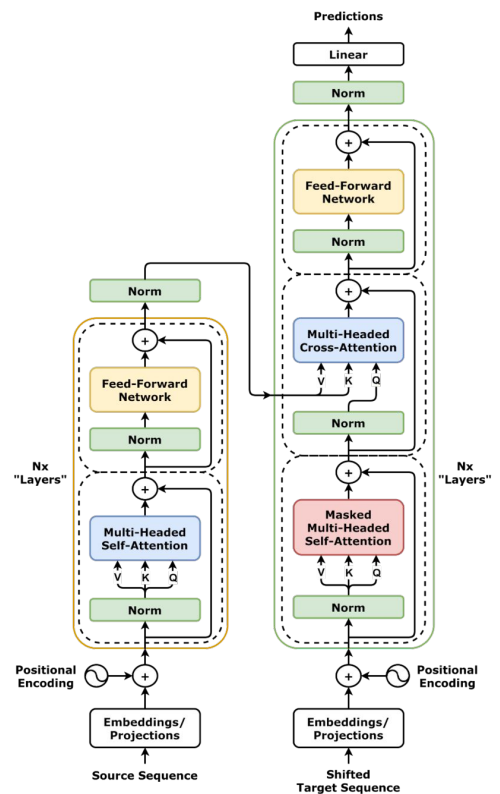 Predictions
Linear
Norm
+
Feed-Forward
Network
Norm
+
Multi-Headed
Cross-Attention
V K Q
Norm
+
Masked
Multi-Headed
Self-Attention
V K Q
Norm
+
Positional
Encoding
Embeddings/
Projections
Shifted
Target Sequence
Nx
"Layers"
Norm
+
Feed-Forward
Network
Norm
+
Multi-Headed
Self-Attention
V K Q
Norm
Nx
"Layers"
Positional
Encoding
+
Embeddings/
Projections
Source Sequence